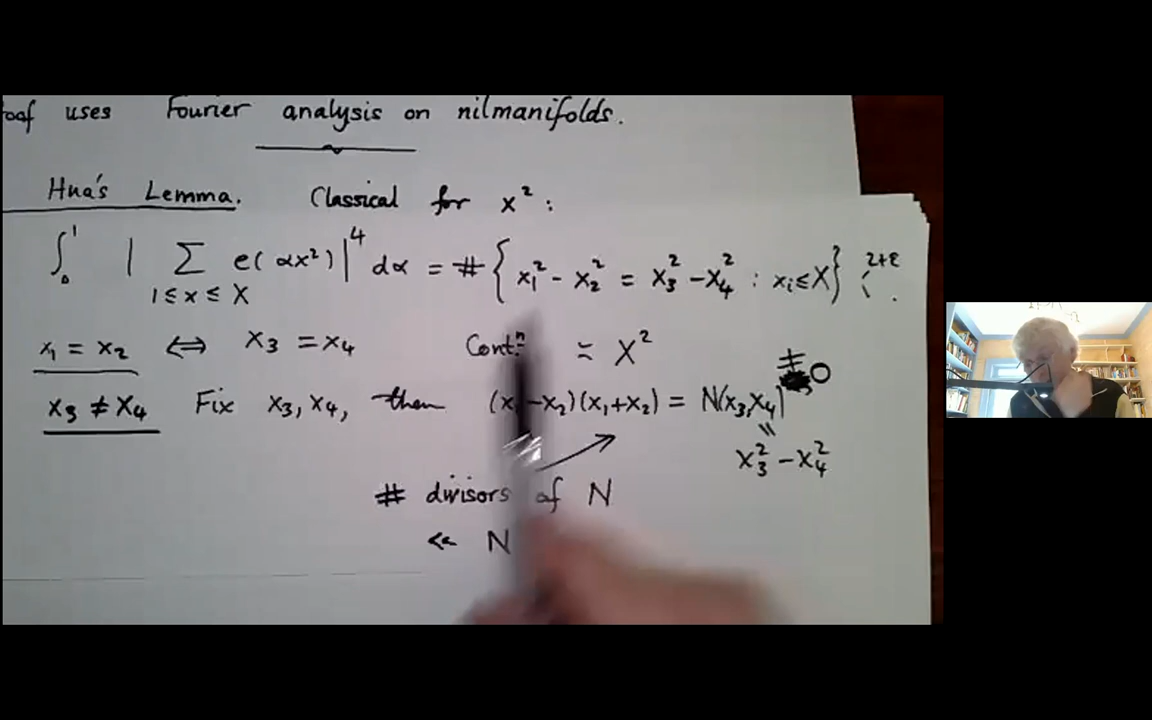 uses Fourier analysis on nilmanifolds.
Hua's Lemma. Classical for x² :
∫₀¹ | Σ_{1≤x≤X} e(αx²)|⁴ dα = # { x₁² - x₂² = x₃² - x₄² : xᵢ≤X } 2+ε
x₁ = x₂ ⇔ x₃ = x₄ Contⁿ = X²
x₃ ≠ x₄ Fix x₃, x₄, then (x₁-x₂)(x₁+x₂) = N(x₃,x₄) ≠ 0
= x₃² - x₄²
# divisors of N
≪ N